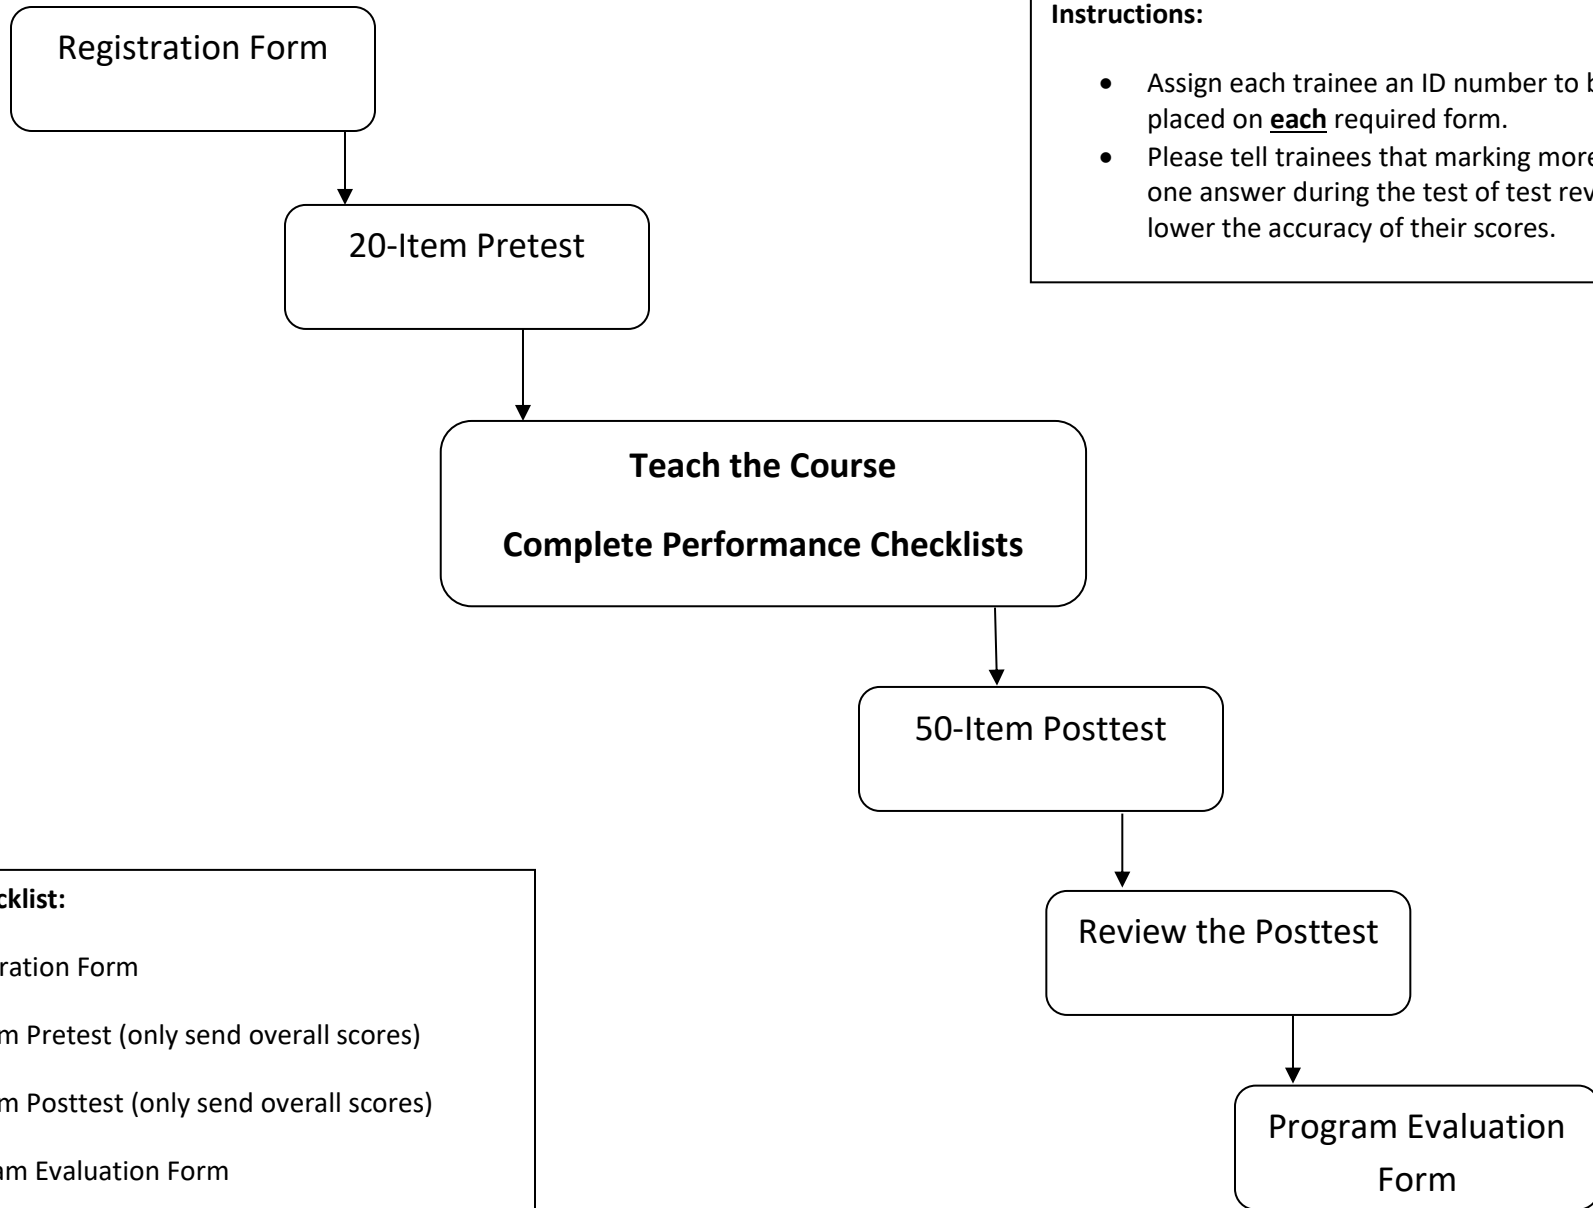 Registration Form
Instructions:
Assign each trainee an ID number to
placed on each required form.
Please tell trainees that marking more
one answer during the test of test
lower the accuracy of their scores.
20-Item Pretest
Teach the Course
Complete Performance Checklists
50-Item Posttest
Review the Posttest
Program Evaluation
Form
cklist:
ration Form
m Pretest (only send overall scores)
m Posttest (only send overall scores)
am Evaluation Form